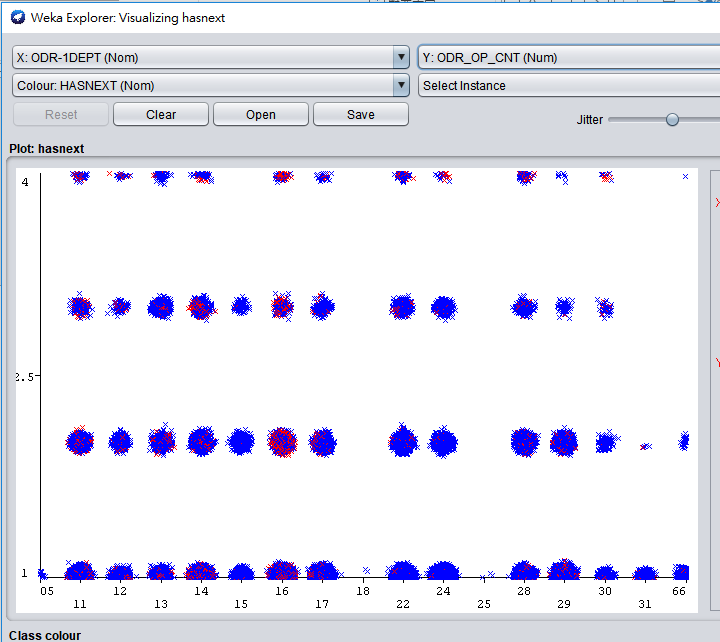 Weka Explorer: Visualizing hasnext
X: ODR-1DEPT (Nom)
Y: ODR_OP_CNT (Num)
Colour: HASNEXT (Nom)
Select Instance
Reset
Clear
Open
Save
Jitter
Plot: hasnext
4
2.5
1
05 12 14 16 18 24 28 30 66
11 13 15 17 22 25 29 31
Class colour